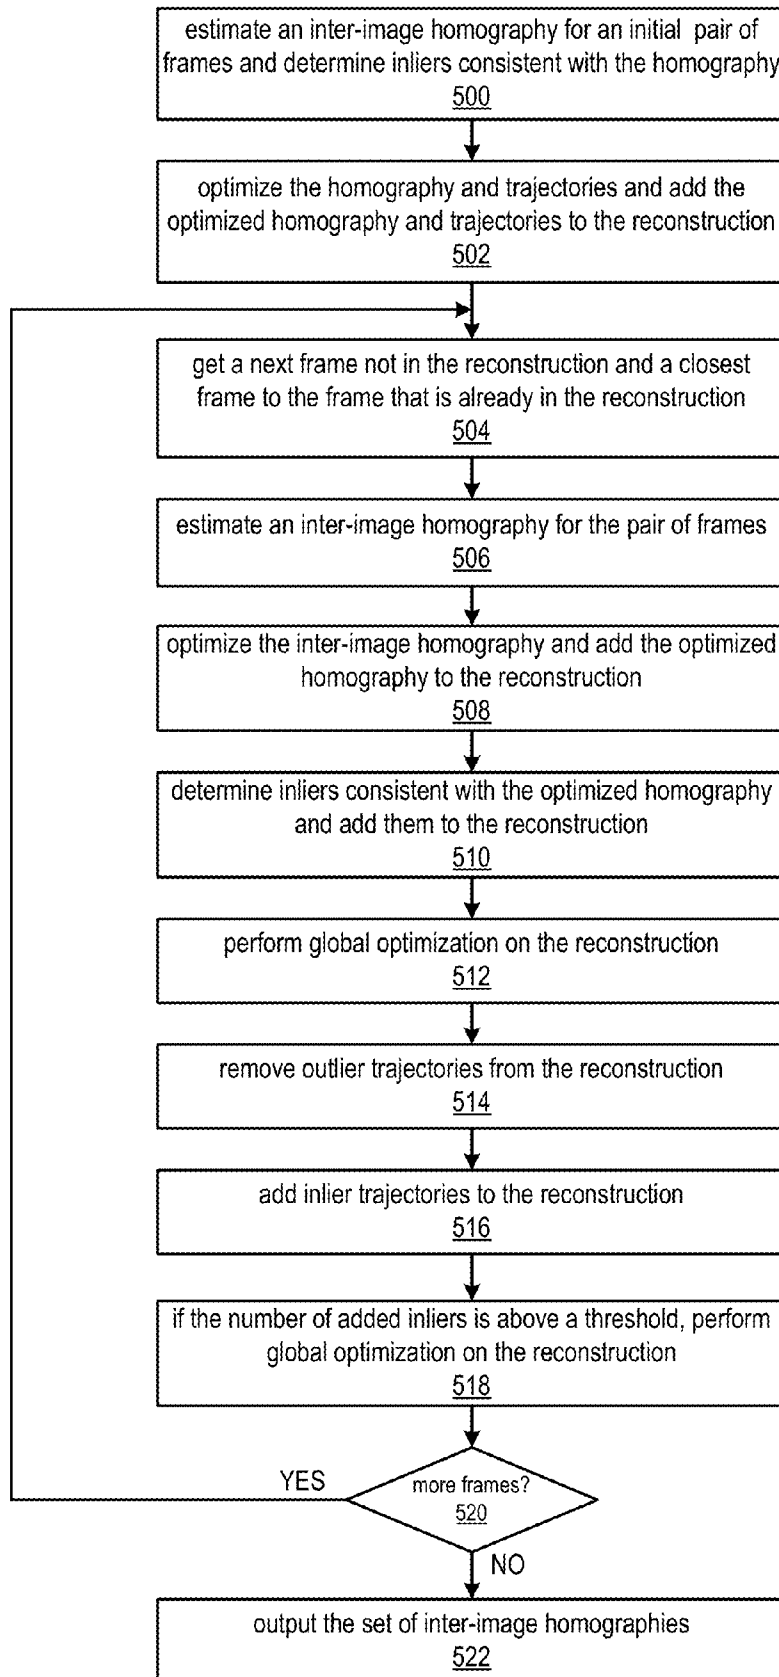 estimate an inter-image homography for an initial pair of
frames and determine inliers consistent with the homography
500
optimize the homography and trajectories and add the
optimized homography and trajectories to the reconstruction
502
get a next frame not in the reconstruction and a closest
frame to the frame that is already in the reconstruction
504
estimate an inter-image homography for the pair of frames
506
optimize the inter-image homography and add the optimized
homography to the reconstruction
508
determine inliers consistent with the optimized homography
and add them to the reconstruction
510
perform global optimization on the reconstruction
512
remove outlier trajectories from the reconstruction
514
add inlier trajectories to the reconstruction
516
if the number of added inliers is above a threshold, perform
global optimization on the reconstruction
518
YES
more frames?
520
NO
output the set of inter-image homographies
522